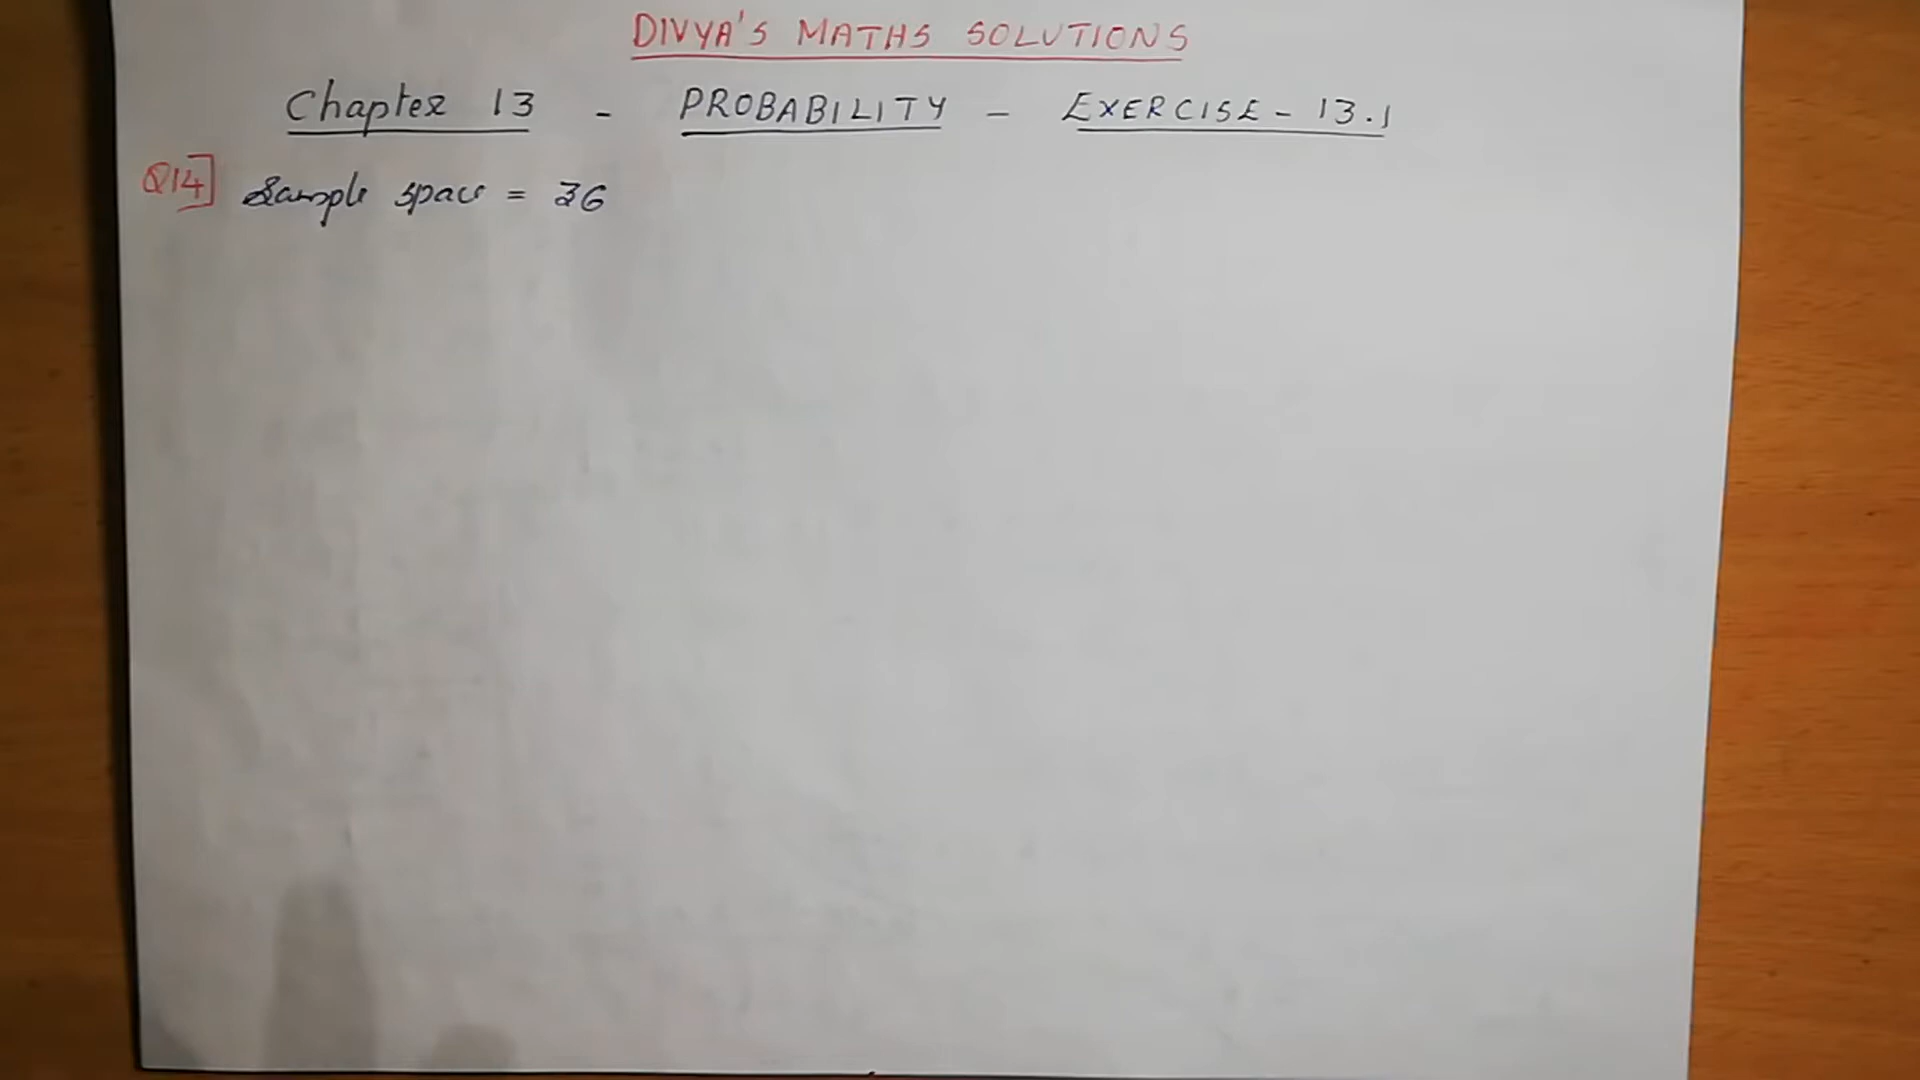 DIVYA'S MATHS SOLUTIONS
Chapter 13 - PROBABILITY - EXERCISE - 13.1
Q14] Sample space = 36